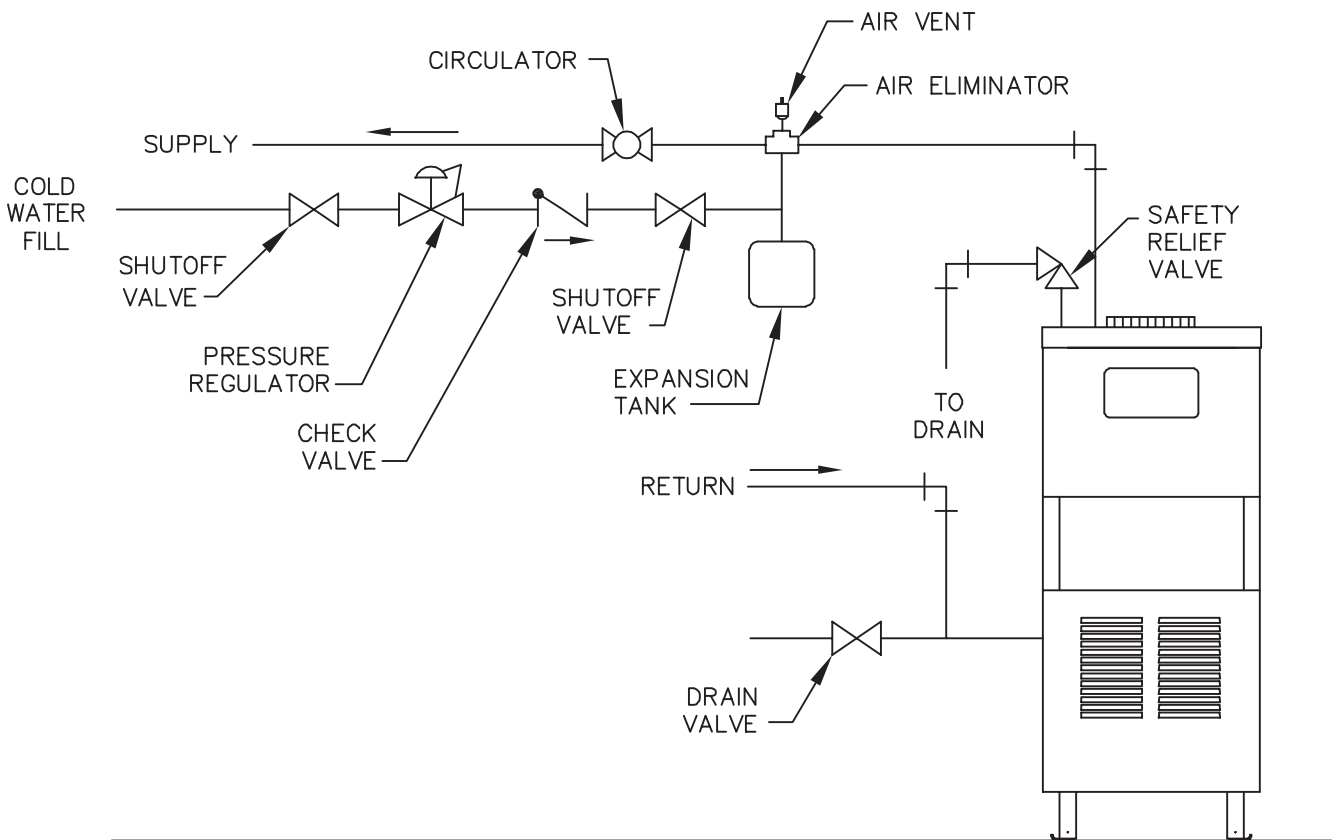 AIR VENT
CIRCULATOR
AIR ELIMINATOR
SUPPLY
COLD
WATER
FILL
SAFETY
RELIEF
VALVE
SHUTOFF
VALVE
SHUTOFF
VALVE
PRESSURE
REGULATOR
EXPANSION
TANK
TO
DRAIN
CHECK
VALVE
RETURN
DRAIN
VALVE